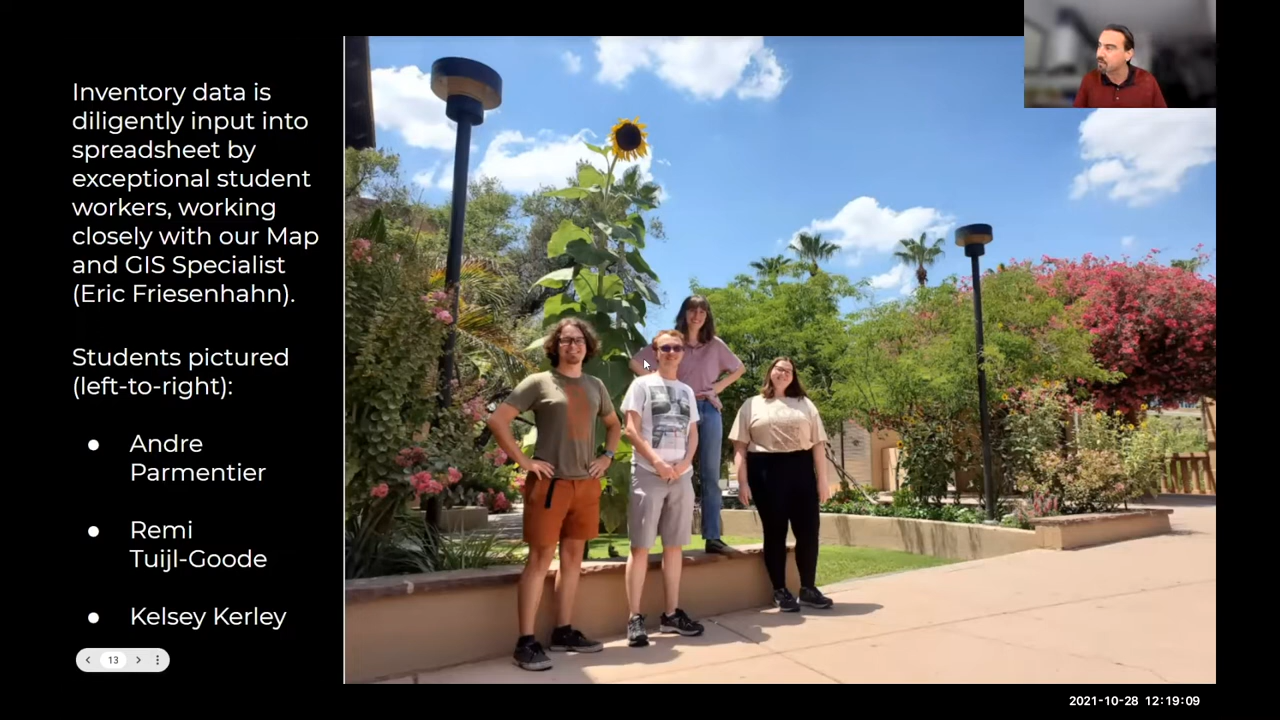 Inventory data is
diligently input into
spreadsheet by
exceptional student
workers, working
closely with our Map
and GIS Specialist
(Eric Friesenhahn).
Students pictured
(left-to-right):
● Andre
Parmentier
● Remi
Tuijl-Goode
● Kelsey Kerley
13
2021-10-28 12:19:09